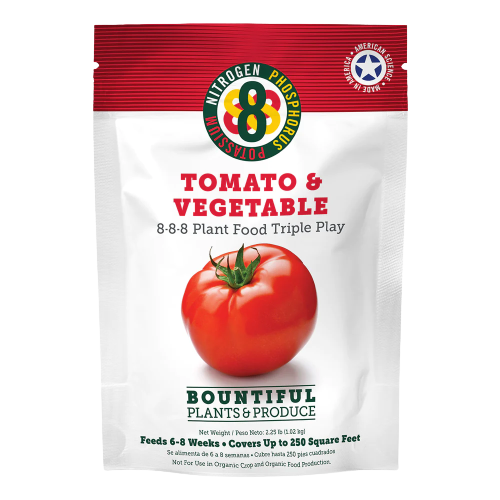 NITROGEN PHOSPHORUS POTASSIUM
888
AMERICAN SCIENCE
MADE IN AMERICA
TOMATO &
VEGETABLE
8-8-8 Plant Food Triple Play
BOUNTIFUL
PLANTS & PRODUCE
Net Weight / Peso Neto: 2.25 lb (1.02 kg)
Feeds 6-8 Weeks • Covers Up to 250 Square Feet
Se alimenta de 6 a 8 semanas • Cubre hasta 250 pies cuadrados
Not For Use in Organic Crop and Organic Food Production.